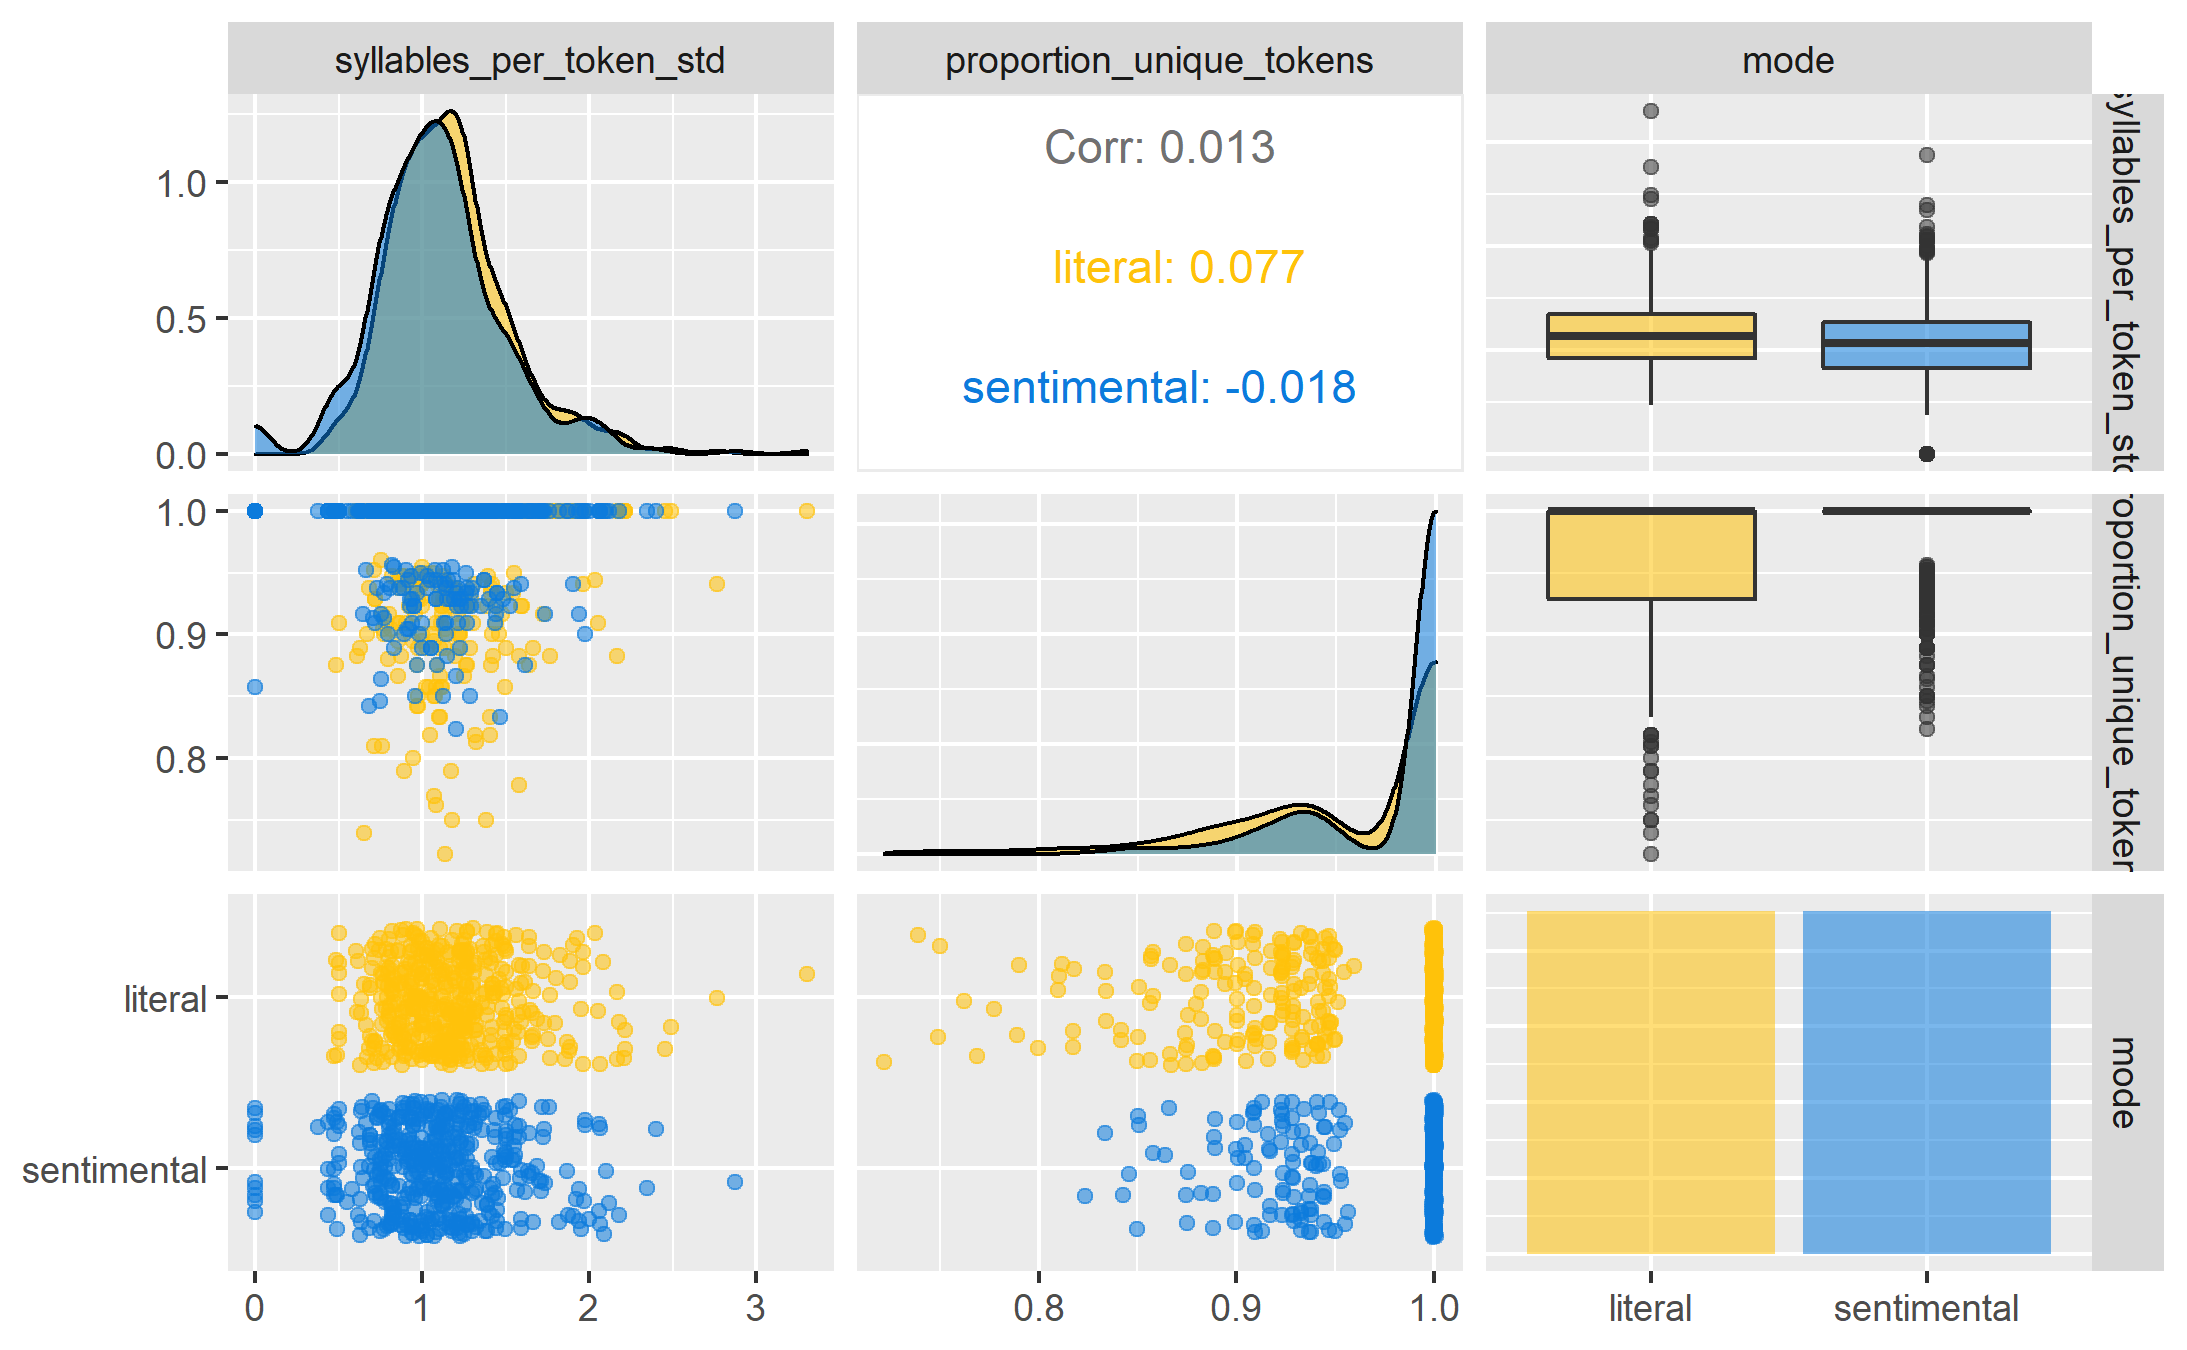 syllables_per_token_std
proportion_unique_tokens
mode
1.0
0.5
0.0
Corr: 0.013
literal: 0.077
sentimental: -0.018
syllables_per_token_std
1.0
0.9
0.8
roportion_unique_token
literal
sentimental
mode
0
1
2
3
0.8
0.9
1.0
literal
sentimental